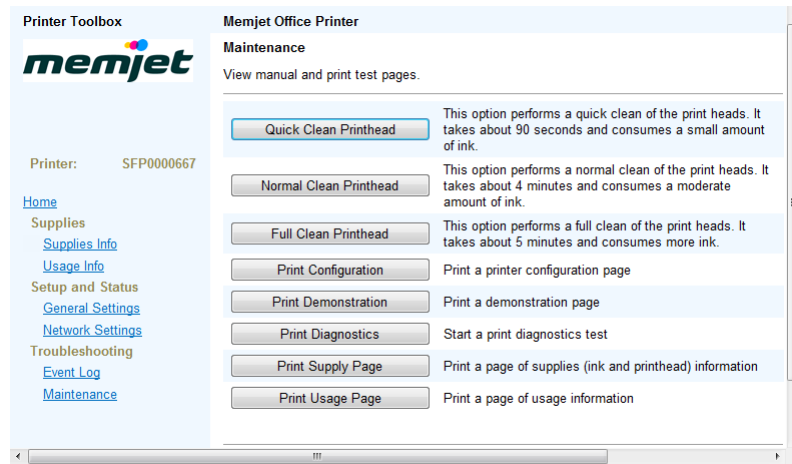 Printer Toolbox
memjet
Printer: SFP0000667
Home
Supplies
Supplies Info
Usage Info
Setup and Status
General Settings
Network Settings
Troubleshooting
Event Log
Maintenance
Memjet Office Printer
Maintenance
View manual and print test pages.
Quick Clean Printhead
This option performs a quick clean of the print heads. It
takes about 90 seconds and consumes a small amount
of ink.
Normal Clean Printhead
This option performs a normal clean of the print heads. It
takes about 4 minutes and consumes a moderate
amount of ink.
Full Clean Printhead
This option performs a full clean of the print heads. It
takes about 5 minutes and consumes more ink.
Print Configuration
Print a printer configuration page
Print Demonstration
Print a demonstration page
Print Diagnostics
Start a print diagnostics test
Print Supply Page
Print a page of supplies (ink and printhead) information
Print Usage Page
Print a page of usage information